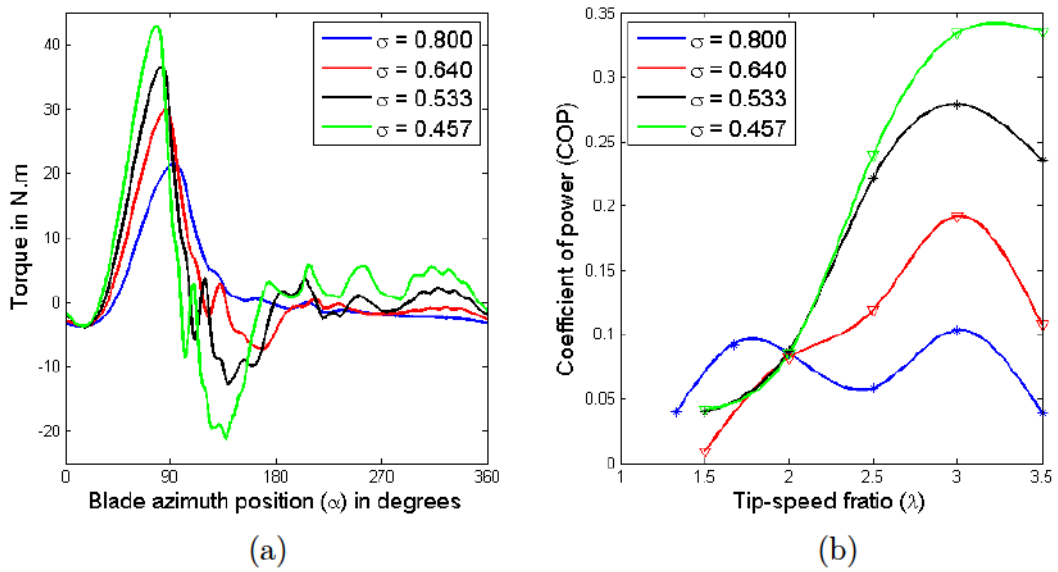 Torque in N.m
40
30
20
10
0
-10
-20
0
90
180
270
360
Blade azimuth position (α) in degrees
σ = 0.800
σ = 0.640
σ = 0.533
σ = 0.457
(a)
Coefficient of power (COP)
0.35
0.3
0.25
0.2
0.15
0.1
0.05
0
1
1.5
2
2.5
3
3.5
Tip-speed fratio (λ)
σ = 0.800
σ = 0.640
σ = 0.533
σ = 0.457
(b)